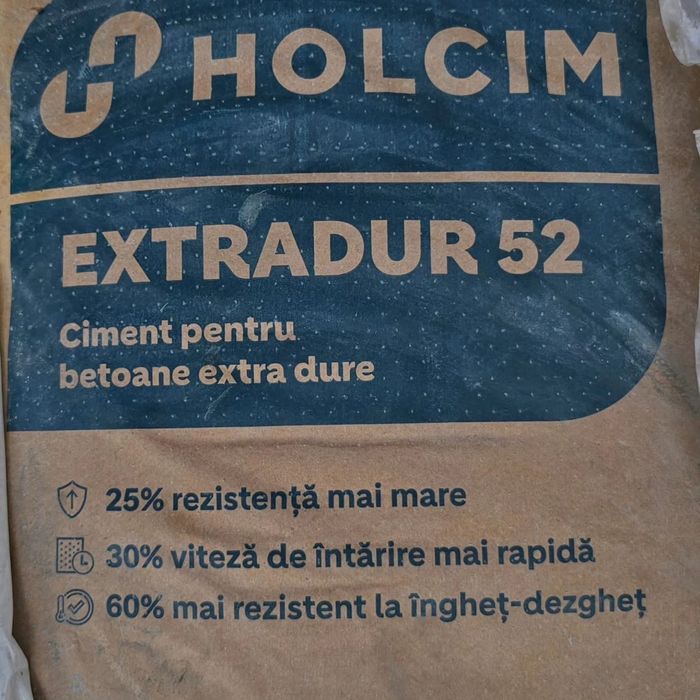 HOLCIM
EXTRADUR 52
Ciment pentru
betoane extra dure
25% rezistență mai mare
30% viteză de întărire mai rapidă
60% mai rezistent la îngheț-dezgheț